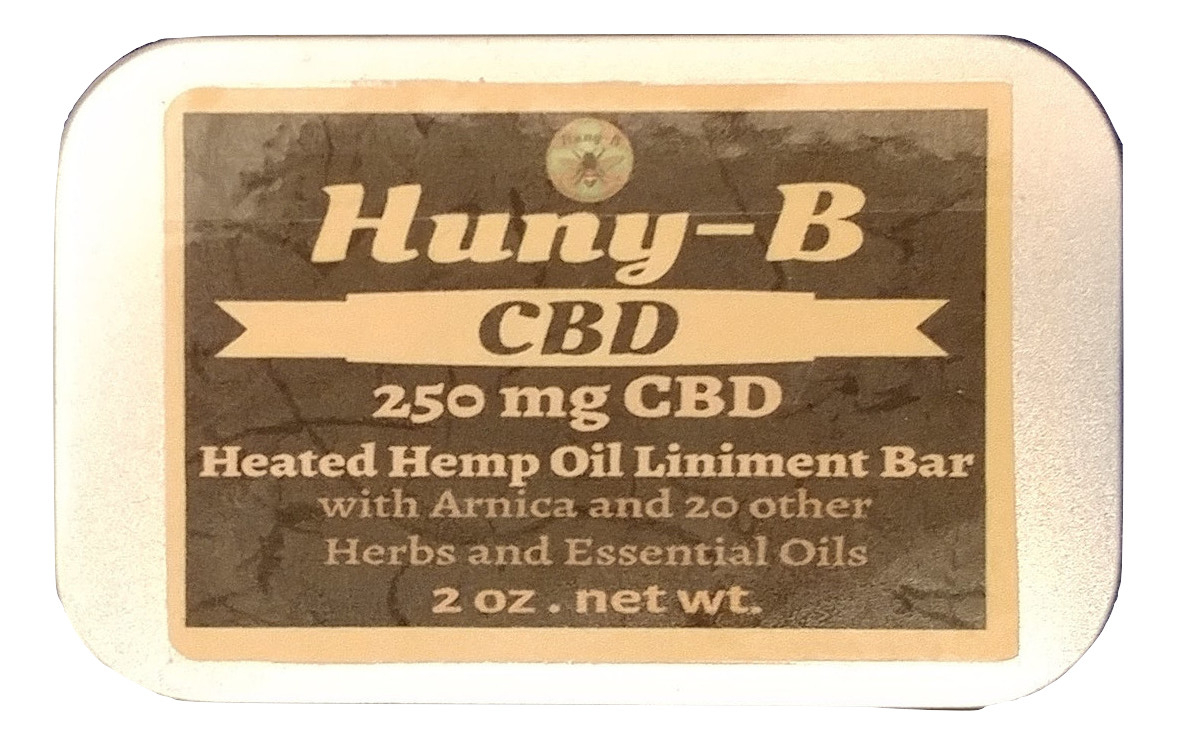 Huny-B
Huny-B
CBD
250 mg CBD
Heated Hemp Oil Liniment Bar
with Arnica and 20 other
Herbs and Essential Oils
2 oz . net wt.